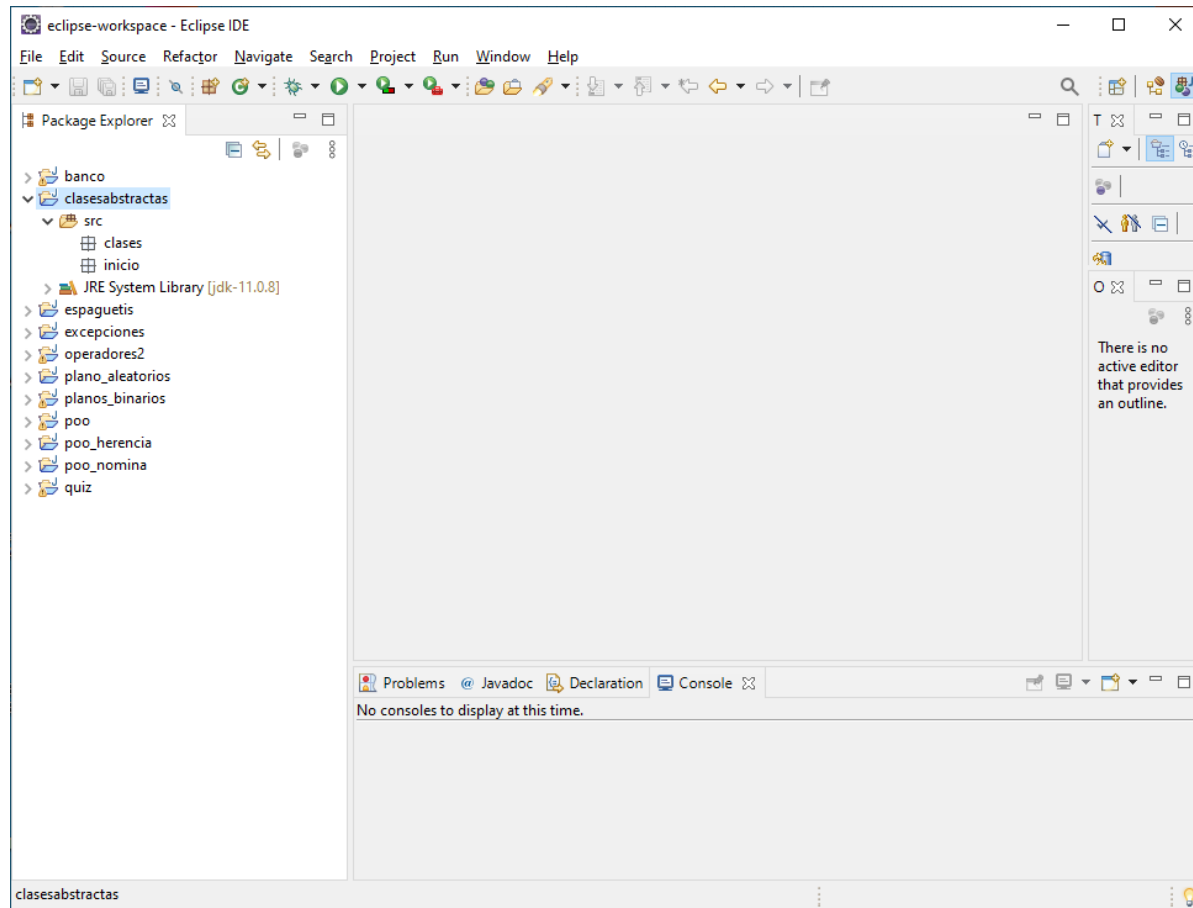 eclipse-workspace - Eclipse IDE
File Edit Source Refactor Navigate Search Project Run Window Help
Package Explorer
banco
clasesabstractas
src
clases
inicio
JRE System Library [jdk-11.0.8]
espaguetis
excepciones
operadores2
plano_aleatorios
planos_binarios
poo
poo_herencia
poo_nomina
quiz
T
O
There is no
active editor
that provides
an outline.
Problems @ Javadoc Declaration Console
No consoles to display at this time.
clasesabstractas